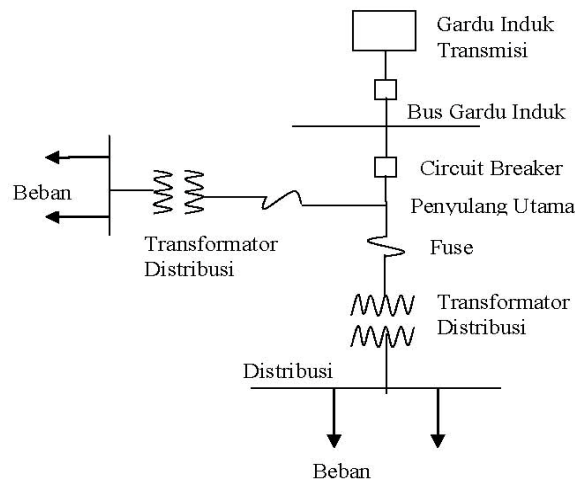 Gardu Induk
Transmisi
Bus Gardu Induk
Circuit Breaker
Beban
Penyulang Utama
Transformator
Distribusi
Fuse
Transformator
Distribusi
Distribusi
Beban